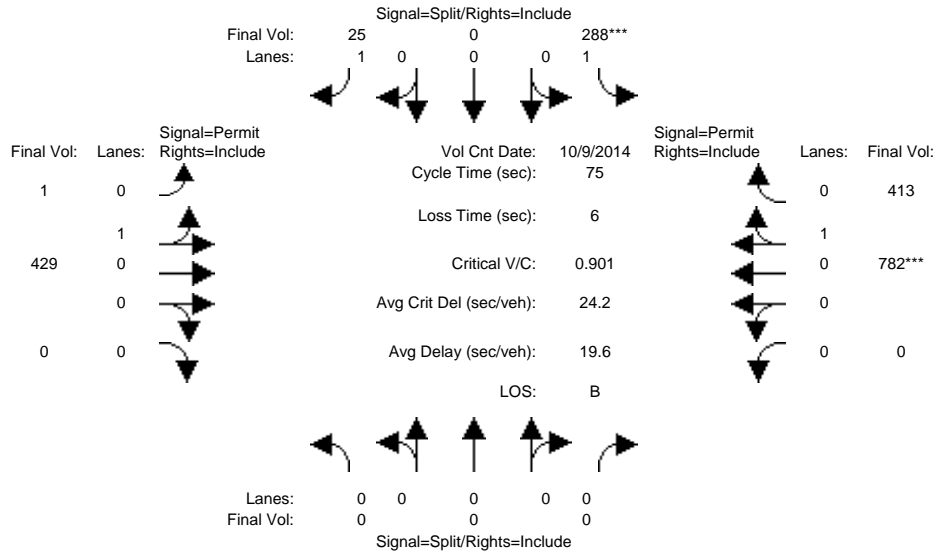 Signal=Split/Rights=Include
Final Vol: 25 0 288***
Lanes: 1 0 0 0 1
Signal=Permit
Final Vol: Lanes: Rights=Include
Vol Cnt Date: 10/9/2014
Signal=Permit
Rights=Include Lanes: Final Vol:
Cycle Time (sec): 75
1 0
0 413
Loss Time (sec): 6
1
1
429 0
Critical V/C: 0.901
0 782***
0
Avg Crit Del (sec/veh): 24.2
0
0 0
Avg Delay (sec/veh): 19.6
0 0
LOS: B
Lanes: 0 0 0 0 0
Final Vol: 0 0 0
Signal=Split/Rights=Include